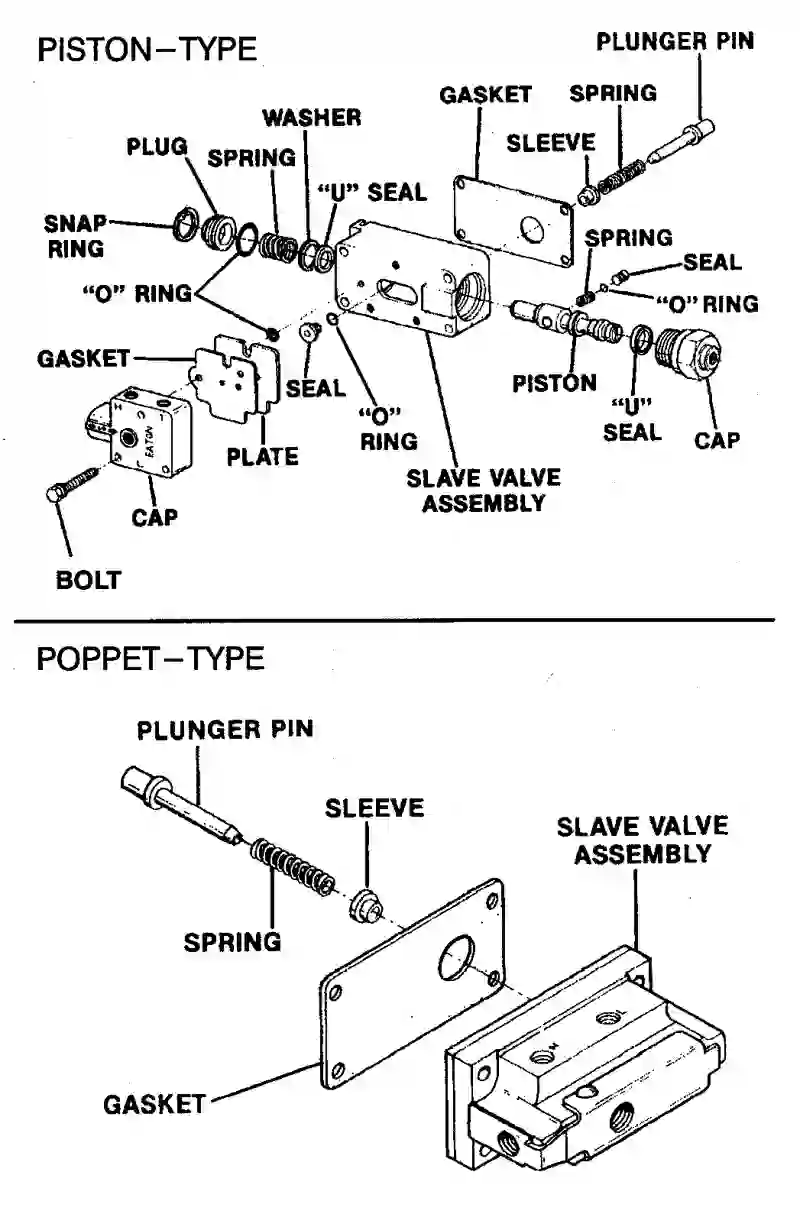 PISTON-TYPE
PLUNGER PIN
GASKET
SPRING
WASHER
SLEEVE
PLUG
SPRING
"U" SEAL
SNAP
RING
SPRING
SEAL
"O" RING
"O" RING
GASKET
SEAL
PISTON
"O"
RING
"U"
SEAL
CAP
PLATE
SLAVE VALVE
ASSEMBLY
H
EATON
L
CAP
BOLT
POPPET-TYPE
PLUNGER PIN
SLEEVE
SLAVE VALVE
ASSEMBLY
SPRING
L
H
GASKET